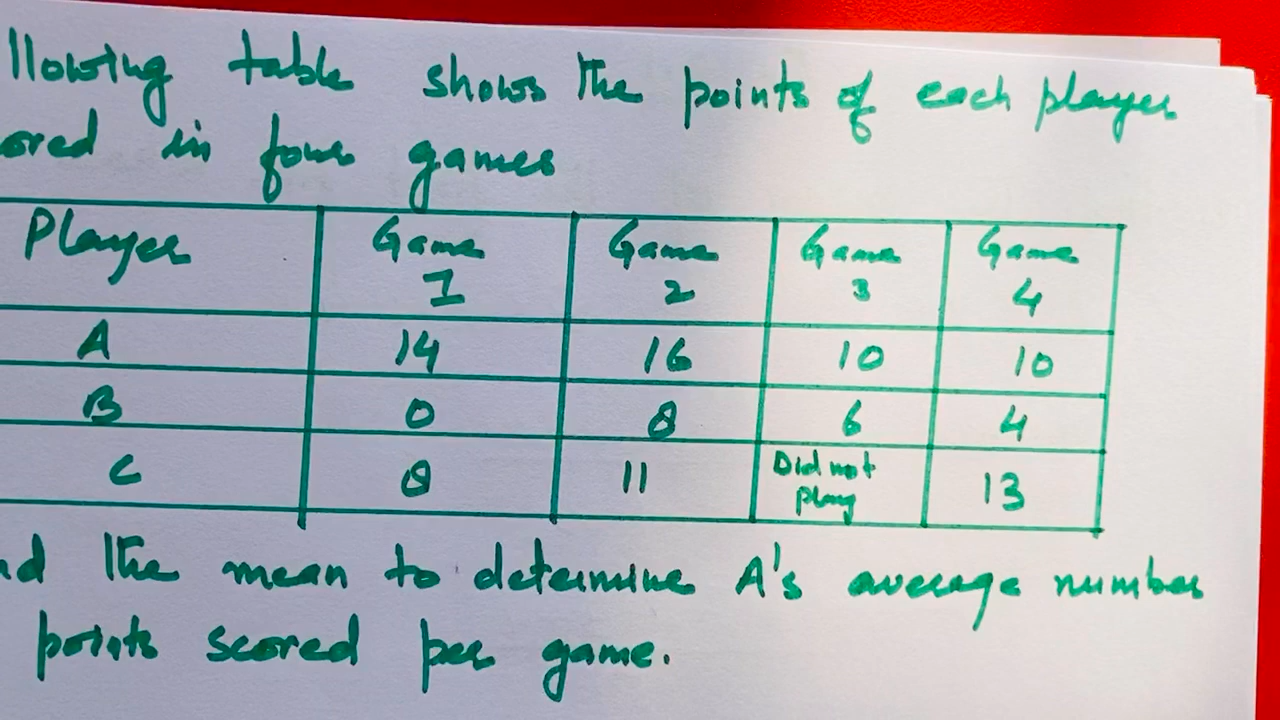 llowing table shows the points of each player
ored in four games
Player Game 1 Game 2 Game 3 Game 4
A 14 16 10 10
B 0 8 6 4
C 8 11 Did not play 13
nd the mean to determine A's average number
points scored per game.